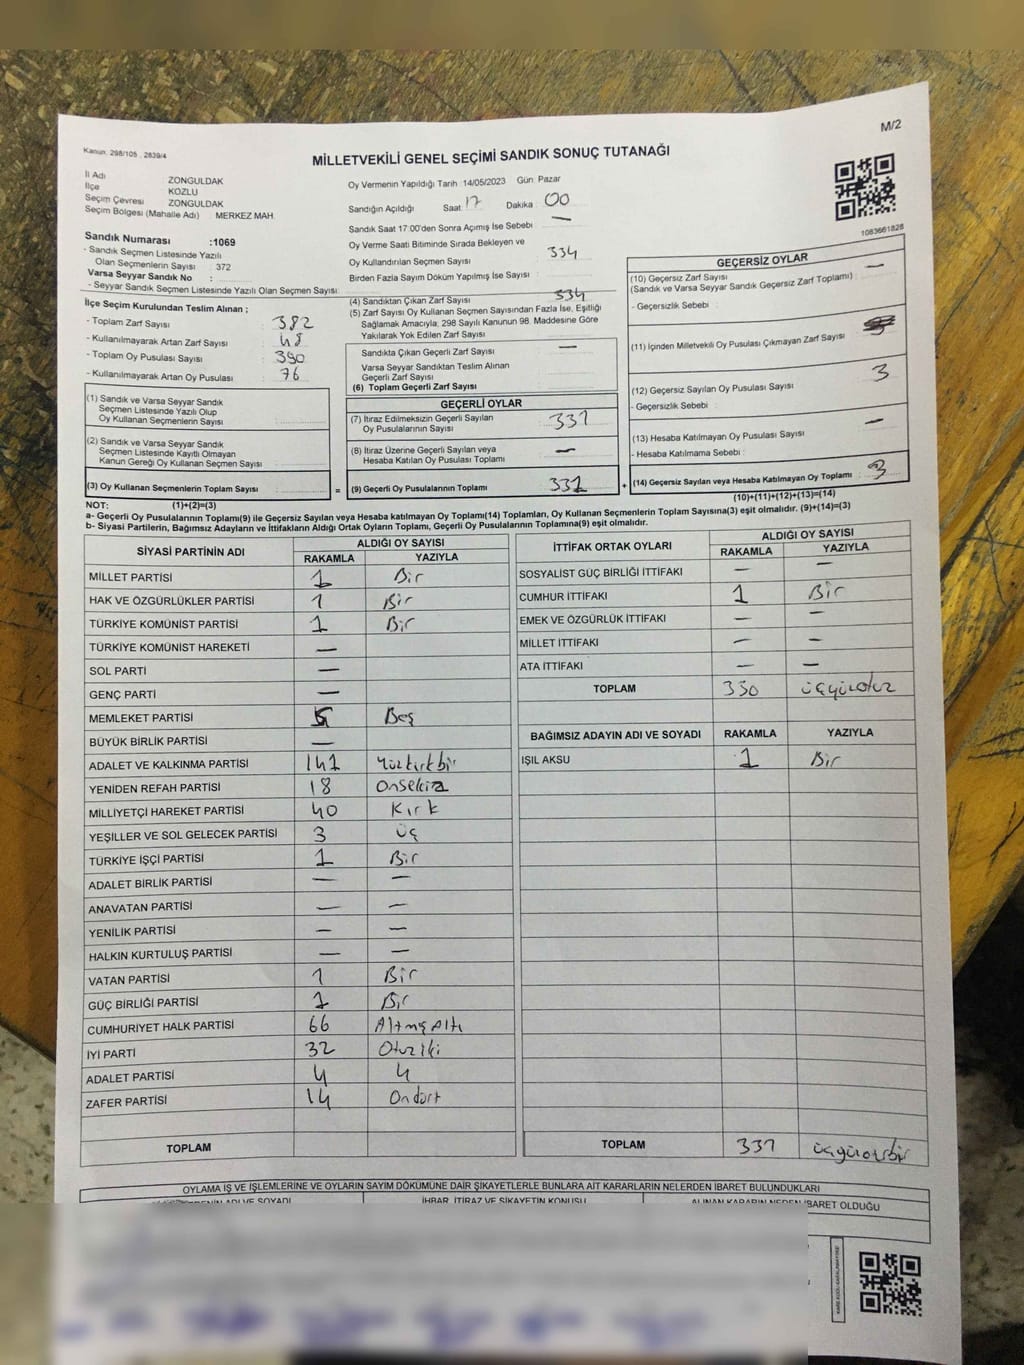 M/2
Kanun, 298/105 , 2839/4
MİLLETVEKİLİ GENEL SEÇİMİ SANDIK SONUÇ TUTANAĞI
İl Adı ZONGULDAK
İlçe KOZLU
Seçim Çevresi ZONGULDAK
Seçim Bölgesi (Mahalle Adı) : MERKEZ MAH.
Sandık Numarası :1069
- Sandık Seçmen Listesinde Yazılı
Olan Seçmenlerin Sayısı : 372
Varsa Seyyar Sandık No :
- Seyyar Sandık Seçmen Listesinde Yazılı Olan Seçmen Sayısı:
Oy Vermenin Yapıldığı Tarih 14/05/2023 Gün: Pazar
Sandığın Açıldığı Saat 17 Dakika 00
Sandık Saat 17:00'den Sonra Açımış İse Sebebi : —
Oy Verme Saati Bitiminde Sırada Bekleyen ve
Oy Kullandırılan Seçmen Sayısı : 334
Birden Fazla Sayım Döküm Yapılmış İse Sayısı :
1083661828
İlçe Seçim Kurulundan Teslim Alınan ;
- Toplam Zarf Sayısı : 382
- Kullanılmayarak Artan Zarf Sayısı : 48
- Toplam Oy Pusulası Sayısı : 390
- Kullanılmayarak Artan Oy Pusulası : 76
(1) Sandık ve Varsa Seyyar Sandık
Seçmen Listesinde Yazılı Olup
Oy Kullanan Seçmenlerin Sayısı :
(2) Sandık ve Varsa Seyyar Sandık
Seçmen Listesinde Kayıtlı Olmayan
Kanun Gereği Oy Kullanan Seçmen Sayısı :
(3) Oy Kullanan Seçmenlerin Toplam Sayısı :
(1)+(2)=(3)
(4) Sandıktan Çıkan Zarf Sayısı : 334
(5) Zarf Sayısı Oy Kullanan Seçmen Sayısından Fazla İse, Eşitliği
Sağlamak Amacıyla, 298 Sayılı Kanunun 98. Maddesine Göre
Yakılarak Yok Edilen Zarf Sayısı :
Sandıkta Çıkan Geçerli Zarf Sayısı : —
Varsa Seyyar Sandıktan Teslim Alınan
Geçerli Zarf Sayısı :
(6) Toplam Geçerli Zarf Sayısı :
GEÇERLİ OYLAR
(7) İtiraz Edilmeksizin Geçerli Sayılan
Oy Pusulalarının Sayısı : 331
(8) İtiraz Üzerine Geçerli Sayılan veya
Hesaba Katılan Oy Pusulası Toplamı : —
= (9) Geçerli Oy Pusulalarının Toplamı : 331
GEÇERSİZ OYLAR
(10) Geçersiz Zarf Sayısı : —
(Sandık ve Varsa Seyyar Sandık Geçersiz Zarf Toplamı)
- Geçersizlik Sebebi :
(11) İçinden Milletvekili Oy Pusulası Çıkmayan Zarf Sayısı :
(12) Geçersiz Sayılan Oy Pusulası Sayısı : 3
- Geçersizlik Sebebi :
(13) Hesaba Katılmayan Oy Pusulası Sayısı : —
- Hesaba Katılmama Sebebi :
+ (14) Geçersiz Sayılan veya Hesaba Katılmayan Oy Toplamı : 3
(10)+(11)+(12)+(13)=(14)
NOT:
a- Geçerli Oy Pusulalarının Toplamı(9) ile Geçersiz Sayılan veya Hesaba Katılmayan Oy Toplamı(14) Toplamları, Oy Kullanan Seçmenlerin Toplam Sayısına(3) eşit olmalıdır. (9)+(14)=(3)
b- Siyasi Partilerin, Bağımsız Adayların ve İttifakların Aldığı Ortak Oyların Toplamı, Geçerli Oy Pusulalarının Toplamına(9) eşit olmalıdır.
SİYASİ PARTİNİN ADI ALDIĞI OY SAYISI
RAKAMLA YAZIYLA
MİLLET PARTİSİ 1 Bir
HAK VE ÖZGÜRLÜKLER PARTİSİ 1 Bir
TÜRKİYE KOMÜNİST PARTİSİ 1 Bir
TÜRKİYE KOMÜNİST HAREKETİ —
SOL PARTİ —
GENÇ PARTİ —
MEMLEKET PARTİSİ 5 Beş
BÜYÜK BİRLİK PARTİSİ —
ADALET VE KALKINMA PARTİSİ 141 Yüzkırkbir
YENİDEN REFAH PARTİSİ 18 Onsekiz
MİLLİYETÇİ HAREKET PARTİSİ 40 Kırk
YEŞİLLER VE SOL GELECEK PARTİSİ 3 üç
TÜRKİYE İŞÇİ PARTİSİ 1 Bir
ADALET BİRLİK PARTİSİ — —
ANAVATAN PARTİSİ — —
YENİLİK PARTİSİ — —
HALKIN KURTULUŞ PARTİSİ — —
VATAN PARTİSİ 1 Bir
GÜÇ BİRLİĞİ PARTİSİ 1 Bir
CUMHURİYET HALK PARTİSİ 66 Altmışaltı
İYİ PARTİ 32 Otuziki
ADALET PARTİSİ 4 4
ZAFER PARTİSİ 14 Ondört
TOPLAM
İTTİFAK ORTAK OYLARI ALDIĞI OY SAYISI
RAKAMLA YAZIYLA
SOSYALİST GÜÇ BİRLİĞİ İTTİFAKI — —
CUMHUR İTTİFAKI 1 Bir
EMEK VE ÖZGÜRLÜK İTTİFAKI — —
MİLLET İTTİFAKI — —
ATA İTTİFAKI — —
TOPLAM 330 üçyüzotuz
BAĞIMSIZ ADAYIN ADI VE SOYADI RAKAMLA YAZIYLA
IŞIL AKSU 1 Bir
TOPLAM 331 üçyüzotuzbir
OYLAMA İŞ VE İŞLEMLERİNE VE OYLARIN SAYIM DÖKÜMÜNE DAİR ŞİKAYETLERLE BUNLARA AİT KARARLARIN NELERDEN İBARET BULUNDUKLARI
ADI VE SOYADI İHBAR, İTİRAZ VE ŞİKAYETİN KONUSU ALINAN KARARIN NEDEN İBARET OLDUĞU